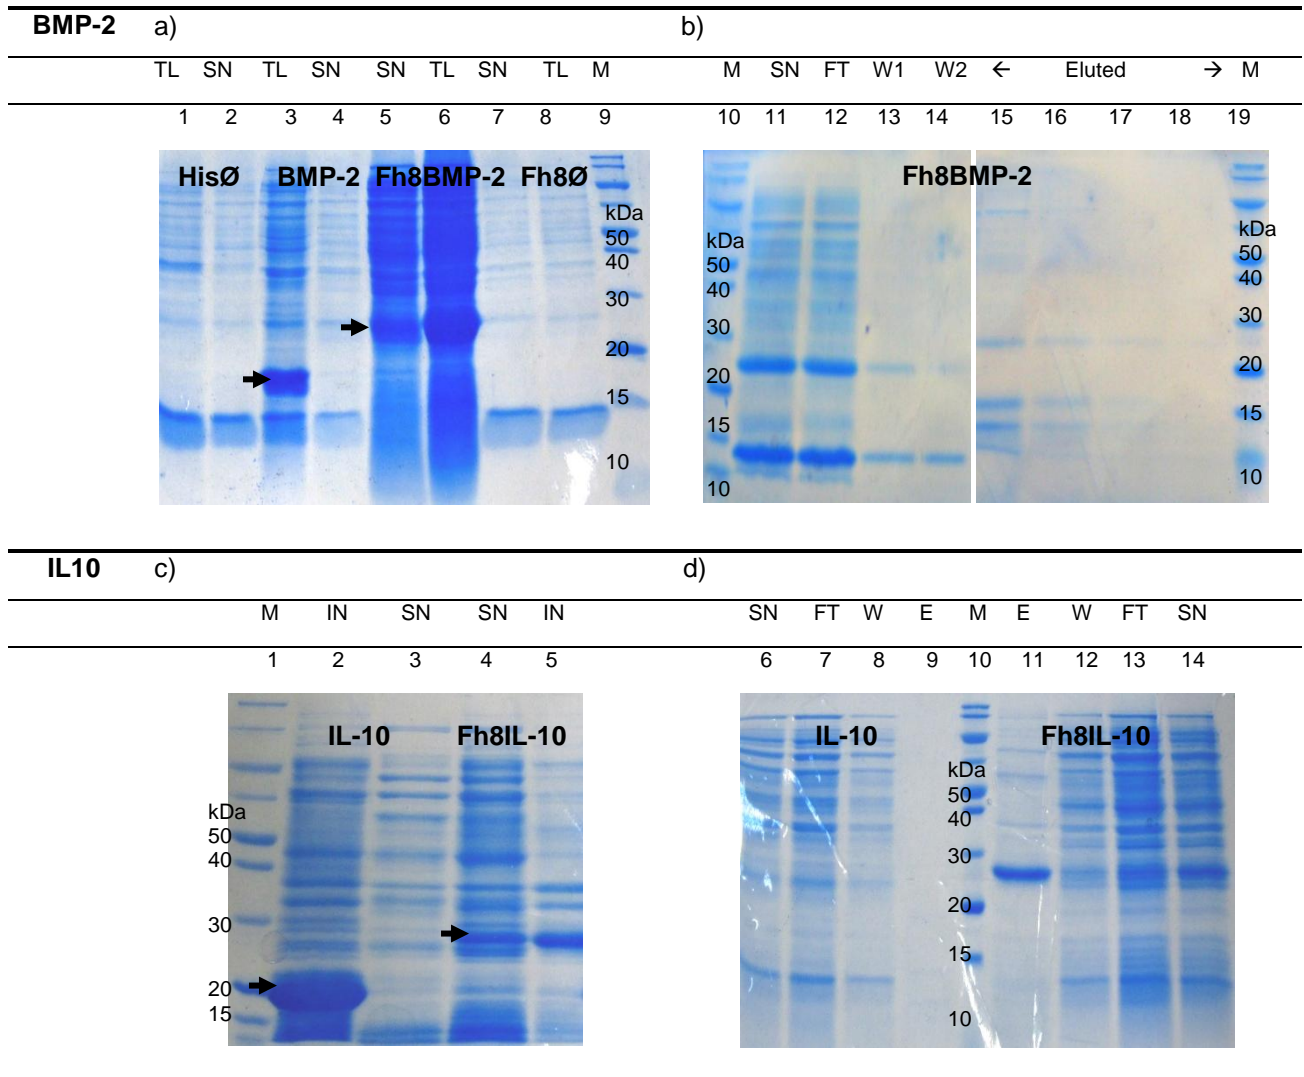 BMP-2 a) b)
TL SN TL SN SN TL SN TL M M SN FT W1 W2 ← Eluted → M
1 2 3 4 5 6 7 8 9 10 11 12 13 14 15 16 17 18 19
HisØ BMP-2 Fh8BMP-2 Fh8Ø Fh8BMP-2
kDa kDa kDa
50 50 50
40 40 40
30 30 30
20 20 20
15 15 15
10 10 10
IL10 c) d)
M IN SN SN IN SN FT W E M E W FT SN
1 2 3 4 5 6 7 8 9 10 11 12 13 14
IL-10 Fh8IL-10 IL-10 Fh8IL-10
kDa kDa
50 50
40 40
30 30
20 20
15 15
10